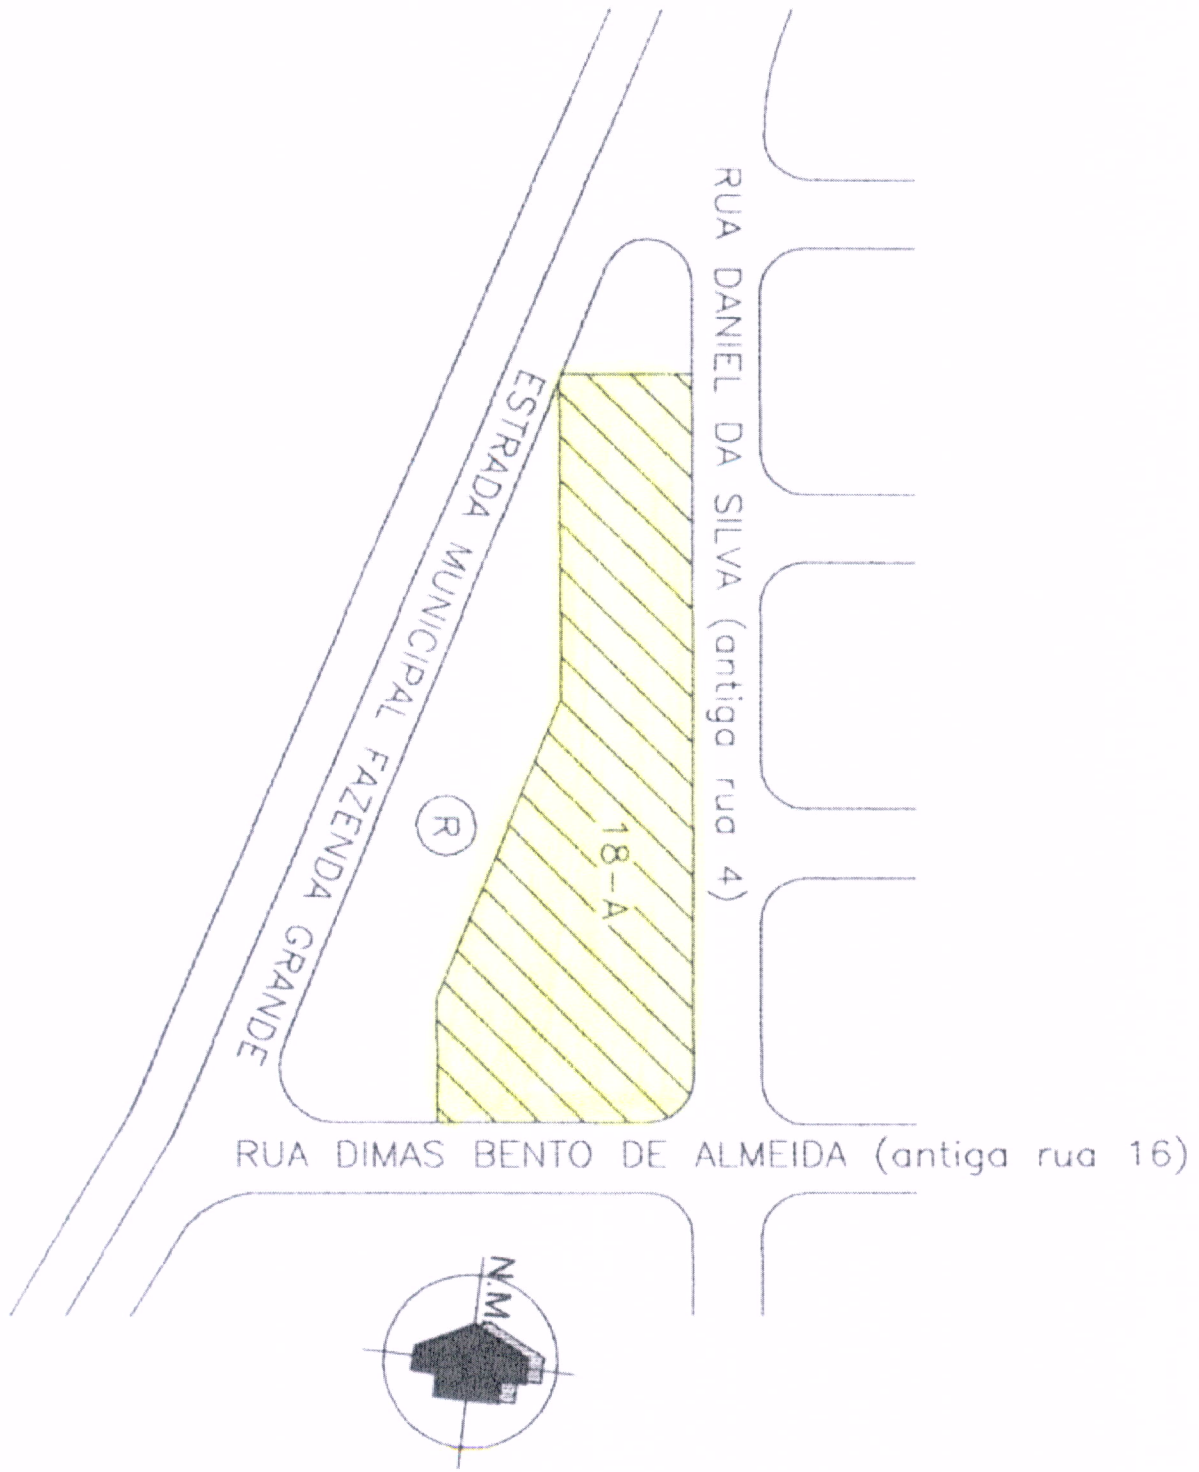 RUA DANIEL DA SILVA (antiga rua 4)
ESTRADA MUNICIPAL FAZENDA GRANDE
R
18-A
RUA DIMAS BENTO DE ALMEIDA (antiga rua 16)
N.M.